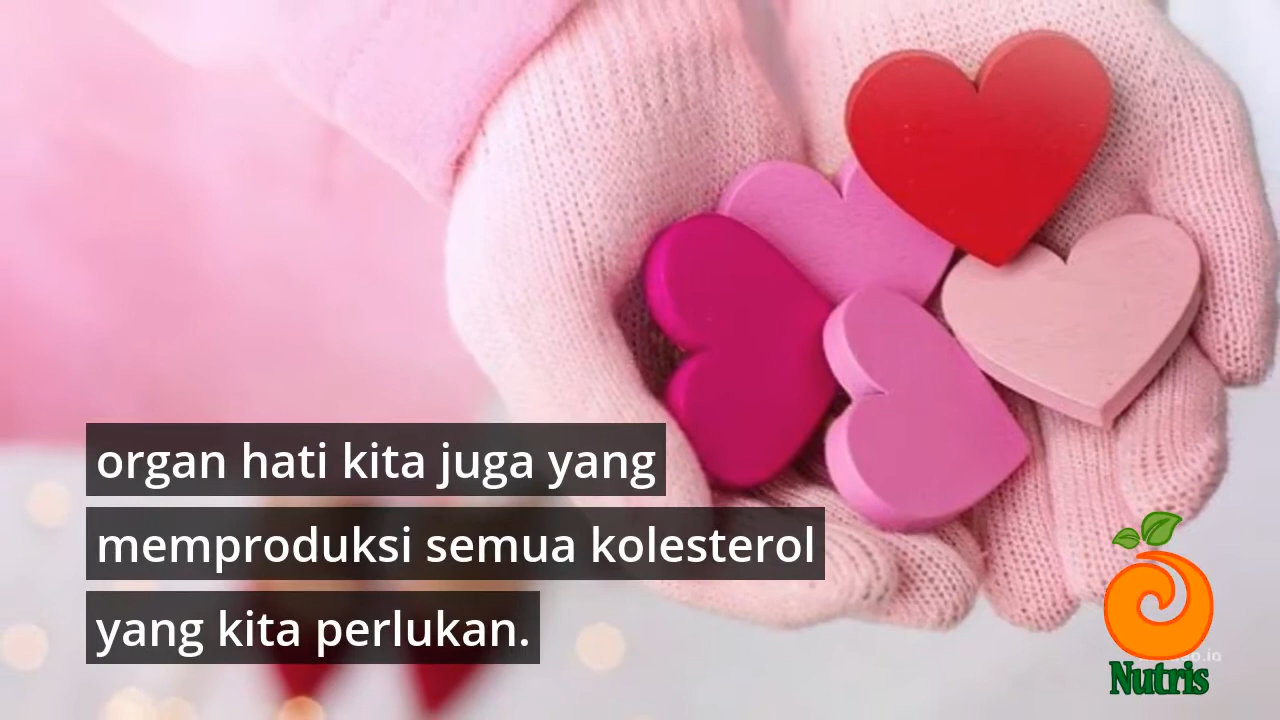 organ hati kita juga yang
memproduksi semua kolesterol
yang kita perlukan.
Nutris